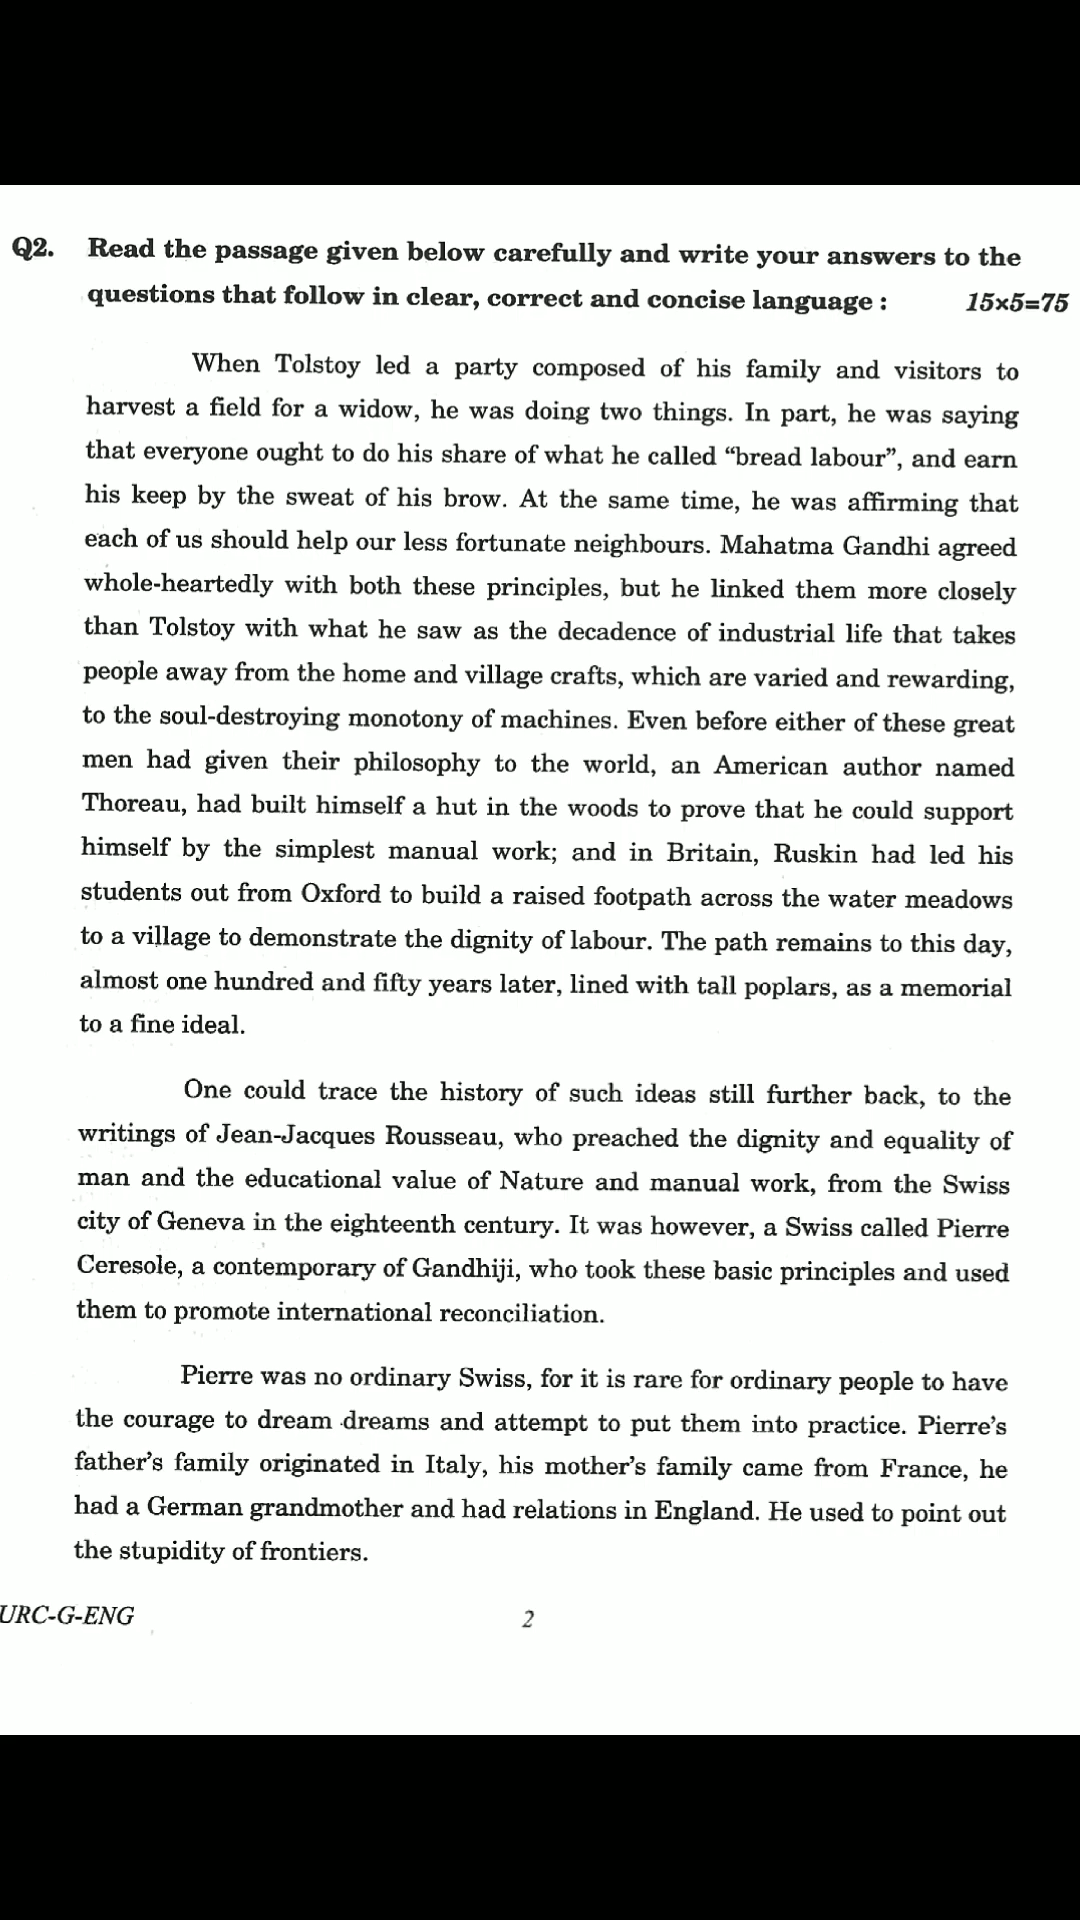 Q2. Read the passage given below carefully and write your answers to the
questions that follow in clear, correct and concise language : 15×5=75
When Tolstoy led a party composed of his family and visitors to
harvest a field for a widow, he was doing two things. In part, he was saying
that everyone ought to do his share of what he called “bread labour”, and earn
his keep by the sweat of his brow. At the same time, he was affirming that
each of us should help our less fortunate neighbours. Mahatma Gandhi agreed
whole-heartedly with both these principles, but he linked them more closely
than Tolstoy with what he saw as the decadence of industrial life that takes
people away from the home and village crafts, which are varied and rewarding,
to the soul-destroying monotony of machines. Even before either of these great
men had given their philosophy to the world, an American author named
Thoreau, had built himself a hut in the woods to prove that he could support
himself by the simplest manual work; and in Britain, Ruskin had led his
students out from Oxford to build a raised footpath across the water meadows
to a village to demonstrate the dignity of labour. The path remains to this day,
almost one hundred and fifty years later, lined with tall poplars, as a memorial
to a fine ideal.
One could trace the history of such ideas still further back, to the
writings of Jean-Jacques Rousseau, who preached the dignity and equality of
man and the educational value of Nature and manual work, from the Swiss
city of Geneva in the eighteenth century. It was however, a Swiss called Pierre
Ceresole, a contemporary of Gandhiji, who took these basic principles and used
them to promote international reconciliation.
Pierre was no ordinary Swiss, for it is rare for ordinary people to have
the courage to dream dreams and attempt to put them into practice. Pierre’s
father’s family originated in Italy, his mother’s family came from France, he
had a German grandmother and had relations in England. He used to point out
the stupidity of frontiers.
URC-G-ENG 2